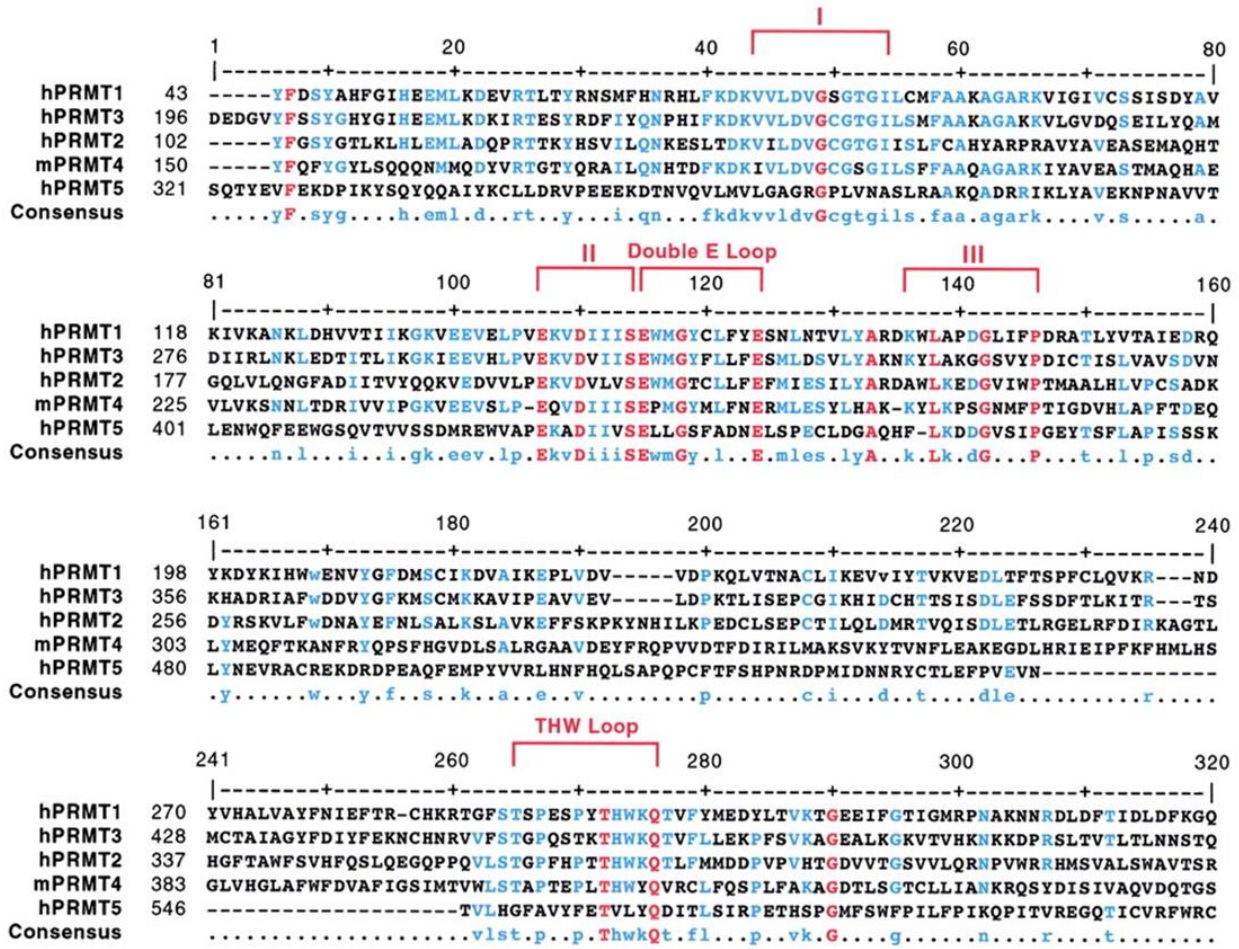 I
1 20 40 60 80
|--------+---------+---------+---------+---------+---------+---------+---------|
hPRMT1 43 -----YFDSYAHFGIHEEMLKDEVRTLTYRNSMFHNRHLFKDKVVLDVGSGTGILCMFAAKAGARKVIGIVCSSISDYAV
hPRMT3 196 DEDGVYFSSYGHYGIHEEMLKDKIRTESYRDFIYQNPHIFKDKVVLDVGCGTGILSMFAAKAGAKKVLGVDQSEILYQAM
hPRMT2 102 -----YFGSYGTLKLHLEMLADQPRTTKYHSVILQNKESLTDKVILDVGCGTGIISLFCAHYARPRAVYAVEASEMAQHT
mPRMT4 150 -----YFQFYGYLSQQQNMMQDYVRTGTYQRAILQNHTDFKDKIVLDVGCGSGILSFFAAQAGARKIYAVEASTMAQHAE
hPRMT5 321 SQTYEVFEKDPIKYSQYQQAIYKCLLDRVPEEEKDTNVQVLMVLGAGRGPLVNASLRAAKQADRRIKLYAVEKNPNAVVT
Consensus .....yF.syg....h.eml.d..rt..y...i.qn...fkdkvvldvGcgtgils.faa.agark....v.s.....a.
II Double E Loop III
81 100 120 140 160
|--------+---------+---------+---------+---------+---------+---------+---------|
hPRMT1 118 KIVKANKLDHVVTIIKGKVEEVELPVEKVDIIISEWMGYCLFYESNLNTVLYARDKWLAPDGLIFPDRATLYVTAIEDRQ
hPRMT3 276 DIIRLNKLEDTITLIKGKIEEVHLPVEKVDVIISEWMGYFLLFESMLDSVLYAKNKYLAKGGSVYPDICTISLVAVSDVN
hPRMT2 177 GQLVLQNGFADIITVYQQKVEDVVLPEKVDVLVSEWMGTCLLFEFMIESILYARDAWLKEDGVIWPTMAALHLVPCSADK
mPRMT4 225 VLVKSNNLTDRIVVIPGKVEEVSLP-EQVDIIISEPMGYMLFNERMLESYLHAK-KYLKPSGNMFPTIGDVHLAPFTDEQ
hPRMT5 401 LENWQFEEWGSQVTVVSSDMREWVAPEKADIIVSELLGSFADNELSPECLDGAQHF-LKDDGVSIPGEYTSFLAPISSSK
Consensus .....n.l...i..i.gk.eev.lp.EkvDiiiSEwmGy.l...E.mles.lyA..k.Lk.dG...P...t..l.p.sd..
161 180 200 220 240
|--------+---------+---------+---------+---------+---------+---------+---------|
hPRMT1 198 YKDYKIHWwENVYGFDMSCIKDVAIKEPLVDV-----VDPKQLVTNACLIKEVvIYTVKVEDLTFTSPFCLQVKR---ND
hPRMT3 356 KHADRIAFwDDVYGFKMSCMKKAVIPEAVVEV-----LDPKTLISEPCGIKHIDCHTTSISDLEFSSDFTLKITR---TS
hPRMT2 256 DYRSKVLFwDNAYEFNLSALKSLAVKEFFSKPKYNHILKPEDCLSEPCTILQLDMRTVQISDLETLRGELRFDIRKAGTL
mPRMT4 303 LYMEQFTKANFRYQPSFHGVDLSALRGAAVDEYFRQPVVDTFDIRILMAKSVKYTVNFLEAKEGDLHRIEIPFKFHMLHS
hPRMT5 480 LYNEVRACREKDRDPEAQFEMPYVVRLHNFHQLSAPQPCFTFSHPNRDPMIDNNRYCTLEFPVEVN--------------
Consensus .y......w...y.f..s..k..a..e..v.........p.......c.i...d..t....dle..........r.....
THW Loop
241 260 280 300 320
|--------+---------+---------+---------+---------+---------+---------+---------|
hPRMT1 270 YVHALVAYFNIEFTR-CHKRTGFSTSPESPYTHWKQTVFYMEDYLTVKTGEEIFGTIGMRPNAKNNRDLDFTIDLDFKGQ
hPRMT3 428 MCTAIAGYFDIYFEKNCHNRVVFSTGPQSTKTHWKQTVFLLEKPFSVKAGEALKGKVTVHKNKKDPRSLTVTLTLNNSTQ
hPRMT2 337 HGFTAWFSVHFQSLQEGQPPQVLSTGPFHPTTHWKQTLFMMDDPVPVHTGDVVTGSVVLQRNPVWRRHMSVALSWAVTSR
mPRMT4 383 GLVHGLAFWFDVAFIGSIMTVWLSTAPTEPLTHWYQVRCLFQSPLFAKAGDTLSGTCLLIANKRQSYDISIVAQVDQTGS
hPRMT5 546 --------------------TVLHGFAVYFETVLYQDITLSIRPETHSPGMFSWFPILFPIKQPITVREGQTICVRFWRC
Consensus .....................vlst.p..p..ThwkQt.fl...p..vk.G....g......n....r....t........